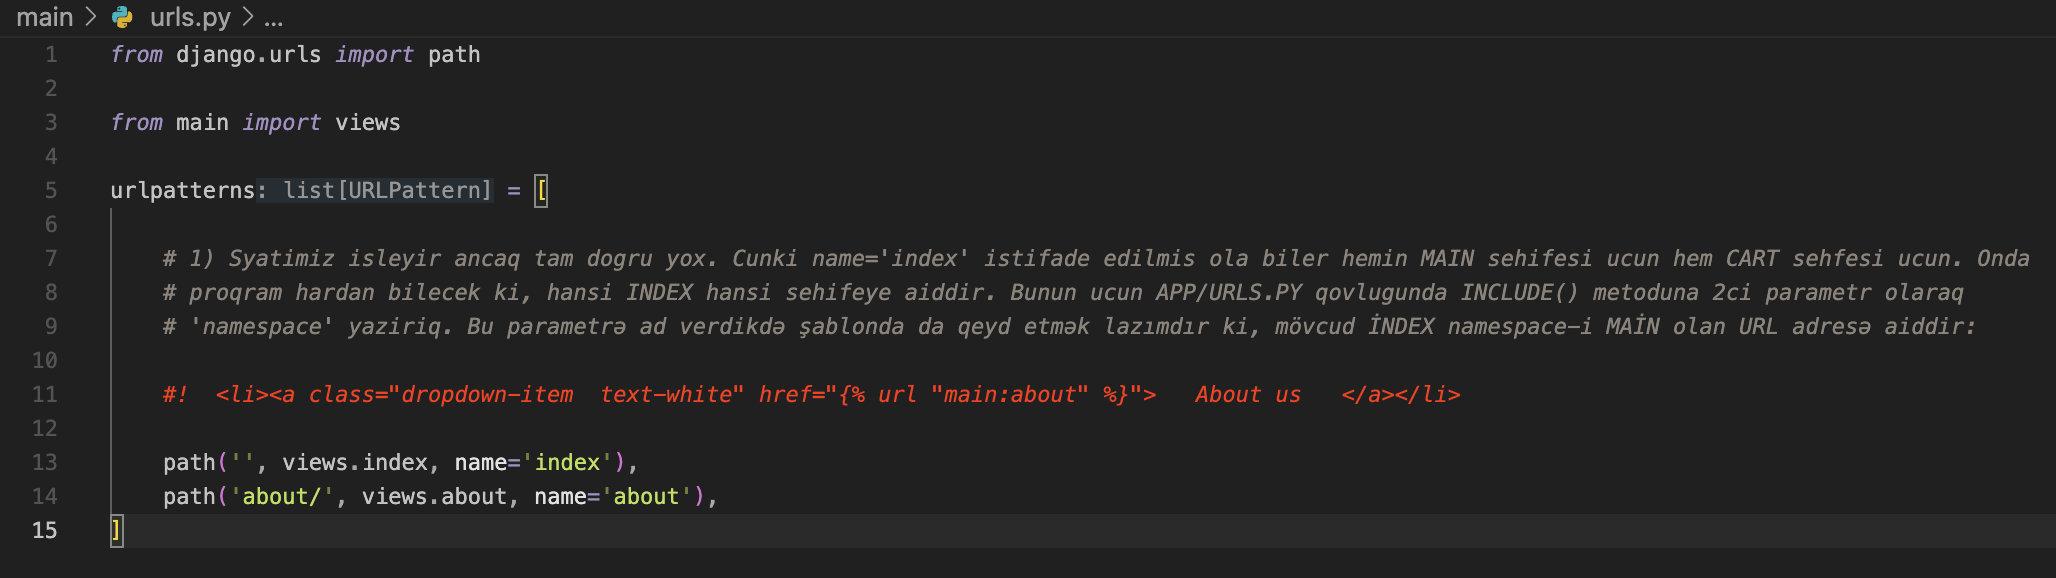 main > urls.py > ...
1 from django.urls import path
2
3 from main import views
4
5 urlpatterns: list[URLPattern] = [
6
7 # 1) Syatimiz isleyir ancaq tam dogru yox. Cunki name='index' istifade edilmis ola biler hemin MAIN sehifesi ucun hem CART sehfesi ucun. Onda
8 # proqram hardan bilecek ki, hansi INDEX hansi sehifeye aiddir. Bunun ucun APP/URLS.PY qovlugunda INCLUDE() metoduna 2ci parametr olaraq
9 # 'namespace' yaziriq. Bu parametrə ad verdikdə şablonda da qeyd etmək lazımdır ki, mövcud İNDEX namespace-i MAİN olan URL adresə aiddir:
10
11 #! <li><a class="dropdown-item text-white" href="{% url "main:about" %}"> About us </a></li>
12
13 path('', views.index, name='index'),
14 path('about/', views.about, name='about'),
15 ]